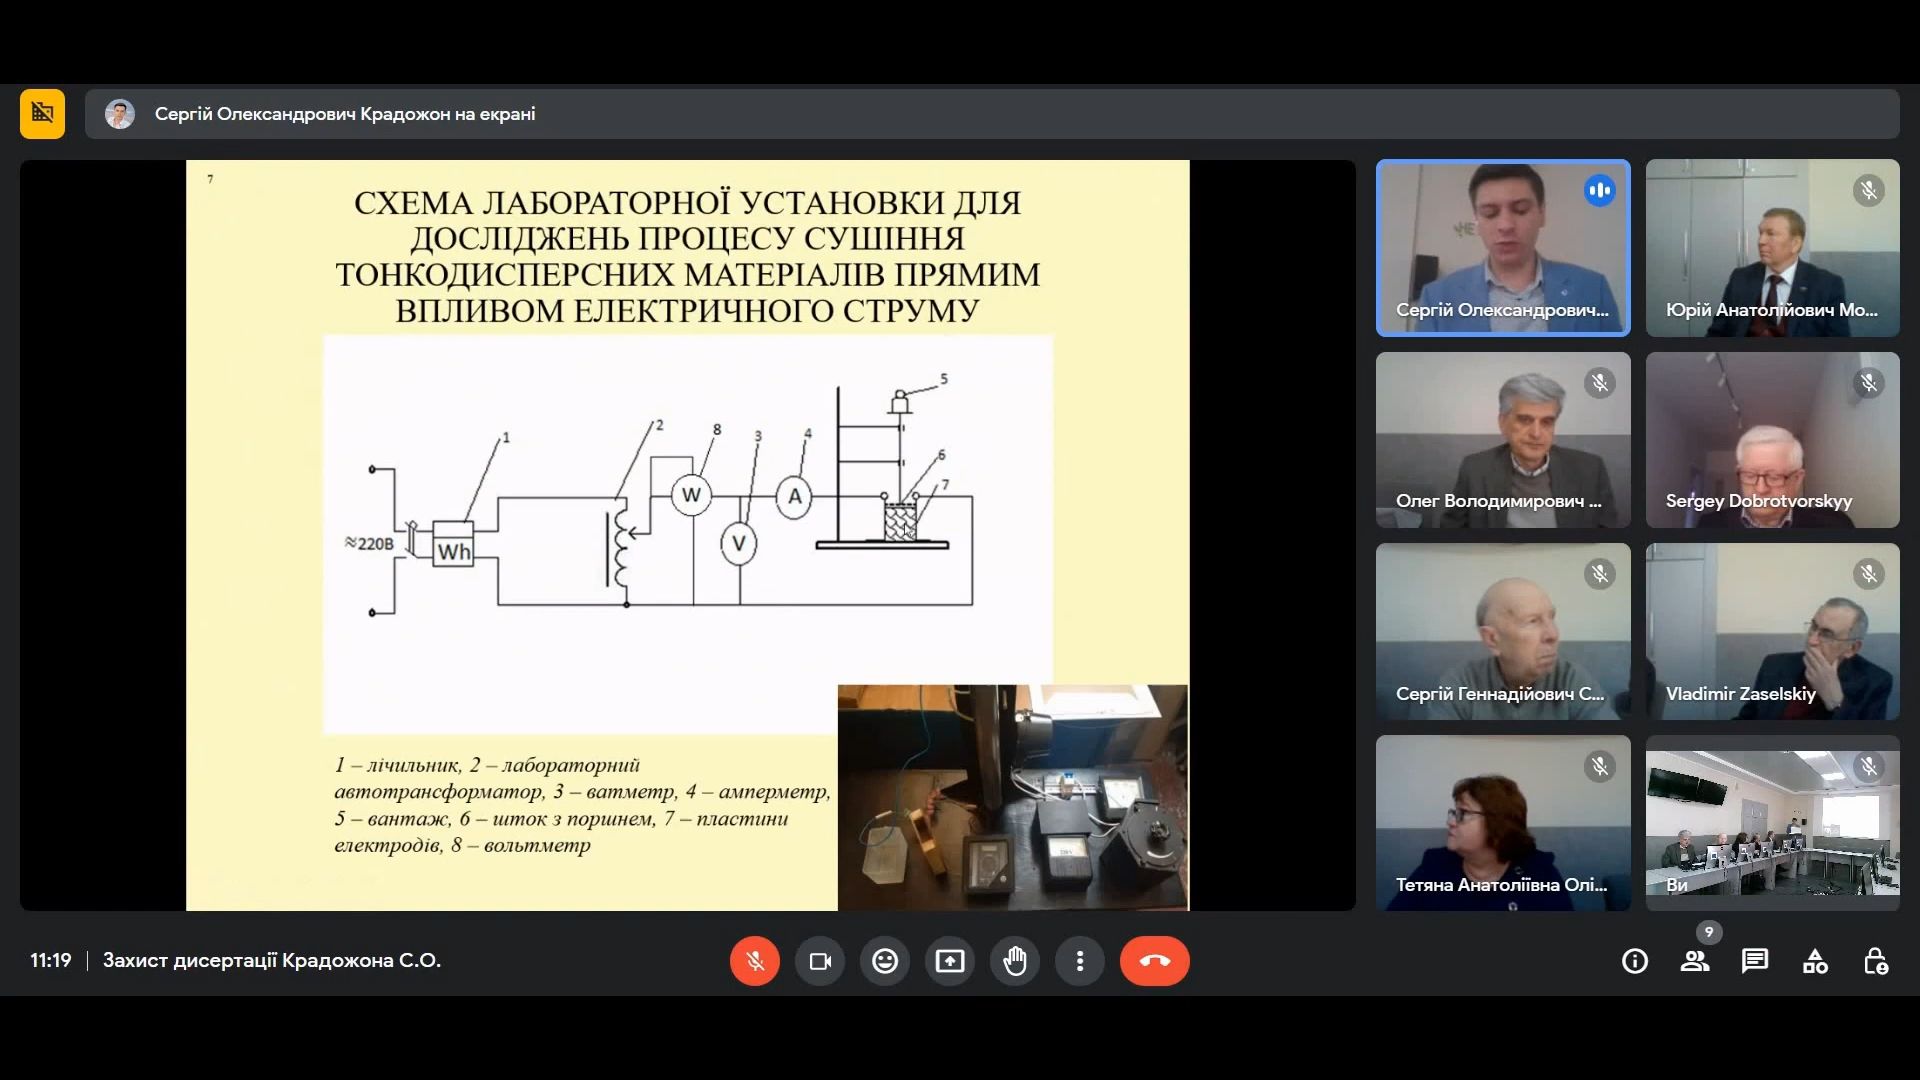 Сергій Олександрович Крадожон на екрані
7
СХЕМА ЛАБОРАТОРНОЇ УСТАНОВКИ ДЛЯ
ДОСЛІДЖЕНЬ ПРОЦЕСУ СУШІННЯ
ТОНКОДИСПЕРСНИХ МАТЕРІАЛІВ ПРЯМИМ
ВПЛИВОМ ЕЛЕКТРИЧНОГО СТРУМУ
1
2
8
3
4
5
6
7
≈220В
Wh
W
V
A
1 – лічильник, 2 – лабораторний
автотрансформатор, 3 – ватметр, 4 – амперметр,
5 – вантаж, 6 – шток з поршнем, 7 – пластини
електродів, 8 – вольтметр
Сергій Олександрович...
Юрій Анатолійович Мо...
Олег Володимирович ...
Sergey Dobrotvorskyy
Сергій Геннадійович С...
Vladimir Zaselskiy
Тетяна Анатоліївна Олі...
Ви
11:19
Захист дисертації Крадожона С.О.
9